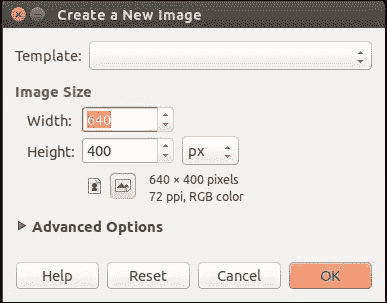 Create a New Image
Template:
Image Size
Width: 640
Height: 400 px
640 × 400 pixels
72 ppi, RGB color
Advanced Options
Help Reset Cancel OK